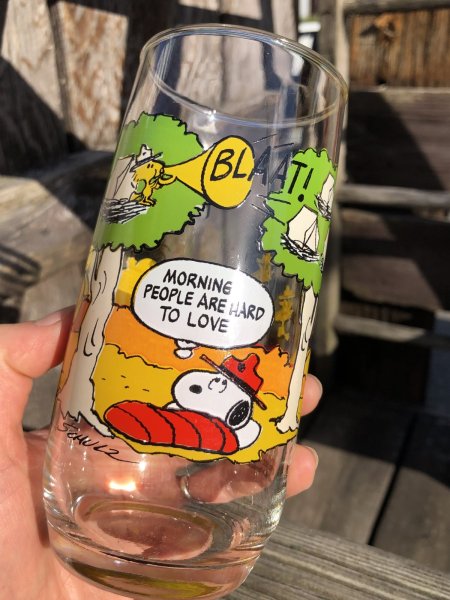 BLAAT!
MORNING
PEOPLE ARE HARD
TO LOVE
SCHULZ